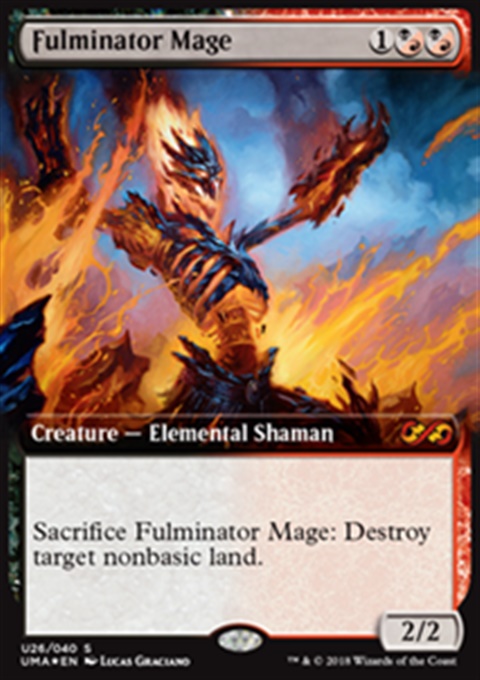 Fulminator Mage 1
Creature — Elemental Shaman
Sacrifice Fulminator Mage: Destroy
target nonbasic land.
2/2
U26/040 S
UMA★EN Lucas Graciano
™ & © 2018 Wizards of the Coast